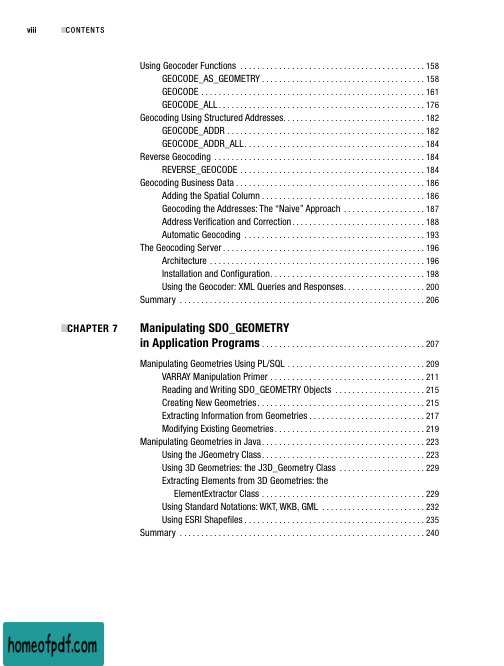 viii ■CONTENTS
Using Geocoder Functions . . . . . . . . . . . . . . . . . . . . . . . . . . . . . . . . . . . . . . . . . . . 158
GEOCODE_AS_GEOMETRY . . . . . . . . . . . . . . . . . . . . . . . . . . . . . . . . . . . . . . 158
GEOCODE . . . . . . . . . . . . . . . . . . . . . . . . . . . . . . . . . . . . . . . . . . . . . . . . . . . . 161
GEOCODE_ALL . . . . . . . . . . . . . . . . . . . . . . . . . . . . . . . . . . . . . . . . . . . . . . . . 176
Geocoding Using Structured Addresses. . . . . . . . . . . . . . . . . . . . . . . . . . . . . . . . . 182
GEOCODE_ADDR . . . . . . . . . . . . . . . . . . . . . . . . . . . . . . . . . . . . . . . . . . . . . . 182
GEOCODE_ADDR_ALL. . . . . . . . . . . . . . . . . . . . . . . . . . . . . . . . . . . . . . . . . . 184
Reverse Geocoding . . . . . . . . . . . . . . . . . . . . . . . . . . . . . . . . . . . . . . . . . . . . . . . . . 184
REVERSE_GEOCODE . . . . . . . . . . . . . . . . . . . . . . . . . . . . . . . . . . . . . . . . . . . 184
Geocoding Business Data . . . . . . . . . . . . . . . . . . . . . . . . . . . . . . . . . . . . . . . . . . . . 186
Adding the Spatial Column . . . . . . . . . . . . . . . . . . . . . . . . . . . . . . . . . . . . . . 186
Geocoding the Addresses: The “Naive” Approach . . . . . . . . . . . . . . . . . . . 187
Address Verification and Correction. . . . . . . . . . . . . . . . . . . . . . . . . . . . . . . 188
Automatic Geocoding . . . . . . . . . . . . . . . . . . . . . . . . . . . . . . . . . . . . . . . . . . 193
The Geocoding Server . . . . . . . . . . . . . . . . . . . . . . . . . . . . . . . . . . . . . . . . . . . . . . . 196
Architecture . . . . . . . . . . . . . . . . . . . . . . . . . . . . . . . . . . . . . . . . . . . . . . . . . . 196
Installation and Configuration. . . . . . . . . . . . . . . . . . . . . . . . . . . . . . . . . . . . 198
Using the Geocoder: XML Queries and Responses. . . . . . . . . . . . . . . . . . . 200
Summary . . . . . . . . . . . . . . . . . . . . . . . . . . . . . . . . . . . . . . . . . . . . . . . . . . . . . . . . . 206
■CHAPTER 7 Manipulating SDO_GEOMETRY
in Application Programs . . . . . . . . . . . . . . . . . . . . . . . . . . . . . . . . . . . . . . 207
Manipulating Geometries Using PL/SQL . . . . . . . . . . . . . . . . . . . . . . . . . . . . . . . . 209
VARRAY Manipulation Primer . . . . . . . . . . . . . . . . . . . . . . . . . . . . . . . . . . . . 211
Reading and Writing SDO_GEOMETRY Objects . . . . . . . . . . . . . . . . . . . . . 215
Creating New Geometries. . . . . . . . . . . . . . . . . . . . . . . . . . . . . . . . . . . . . . . 215
Extracting Information from Geometries . . . . . . . . . . . . . . . . . . . . . . . . . . . 217
Modifying Existing Geometries. . . . . . . . . . . . . . . . . . . . . . . . . . . . . . . . . . . 219
Manipulating Geometries in Java. . . . . . . . . . . . . . . . . . . . . . . . . . . . . . . . . . . . . . 223
Using the JGeometry Class. . . . . . . . . . . . . . . . . . . . . . . . . . . . . . . . . . . . . . 223
Using 3D Geometries: the J3D_Geometry Class . . . . . . . . . . . . . . . . . . . . 229
Extracting Elements from 3D Geometries: the
ElementExtractor Class . . . . . . . . . . . . . . . . . . . . . . . . . . . . . . . . . . . . . . 229
Using Standard Notations: WKT, WKB, GML . . . . . . . . . . . . . . . . . . . . . . . . 232
Using ESRI Shapefiles . . . . . . . . . . . . . . . . . . . . . . . . . . . . . . . . . . . . . . . . . . 235
Summary . . . . . . . . . . . . . . . . . . . . . . . . . . . . . . . . . . . . . . . . . . . . . . . . . . . . . . . . . 240
homeofpdf.com